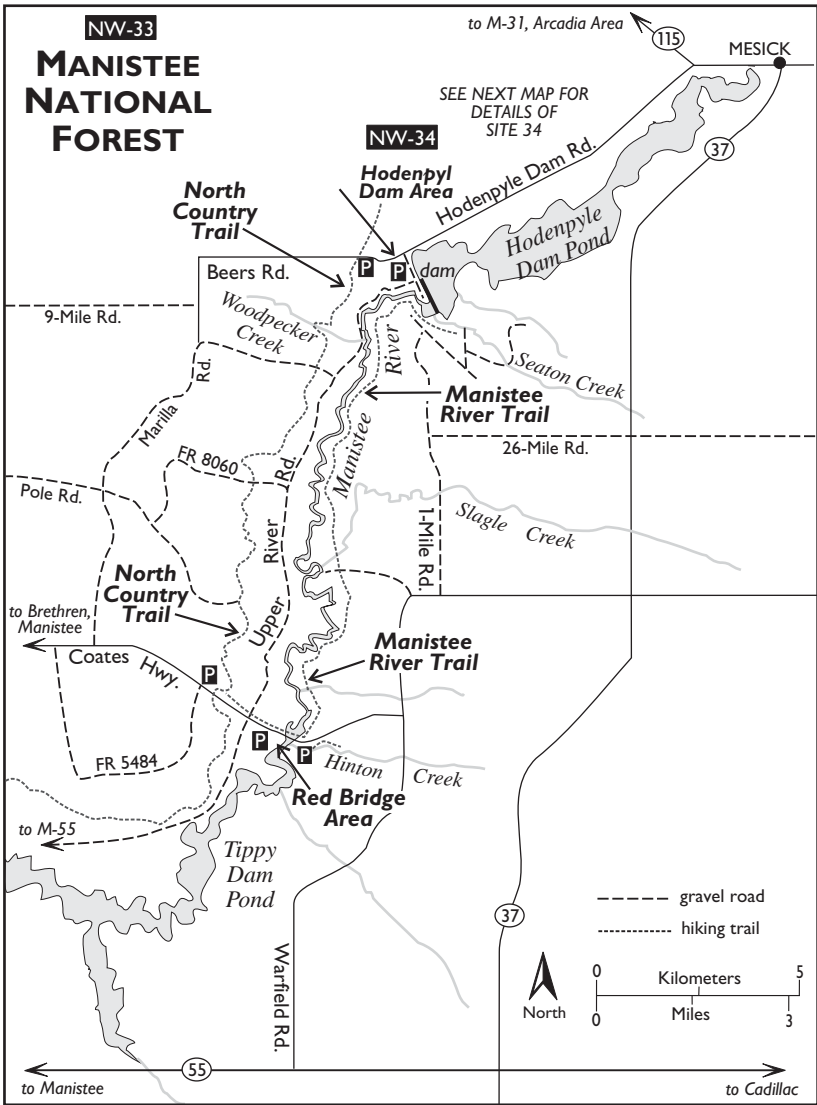 NW-33
MANISTEE
NATIONAL
FOREST
to M-31, Arcadia Area
115
MESICK
SEE NEXT MAP FOR
DETAILS OF
SITE 34
NW-34
37
Hodenpyl
Dam Area
Hodenpyle Dam Rd.
North
Country
Trail
Hodenpyle
Dam Pond
P
P
dam
Beers Rd.
9-Mile Rd.
Woodpecker
Creek
River
Seaton Creek
Marilla
Rd.
Manistee
River Trail
Manistee
26-Mile Rd.
FR 8060
Rd.
Pole Rd.
Slagle Creek
1-Mile Rd.
River
North
Country
Trail
Upper
to Brethren,
Manistee
Coates
Hwy.
Manistee
River Trail
P
P
P
FR 5484
Hinton Creek
Red Bridge
Area
to M-55
Tippy
Dam
Pond
gravel road
37
hiking trail
Warfield Rd.
0
Kilometers
5
North
0
Miles
3
55
to Manistee
to Cadillac